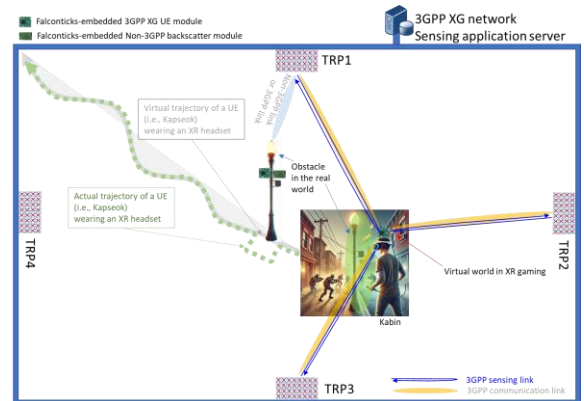 Falconticks-embedded 3GPP XG UE module
Falconticks-embedded Non-3GPP backscatter module
3GPP XG network
Sensing application server
TRP1
Non-3GPP link
or 3GPP link
Virtual trajectory of a UE
(i.e., Kapseok)
wearing an XR headset
Obstacle
in the real
world
Actual trajectory of a UE
(i.e., Kapseok)
wearing an XR headset
TRP4
TRP2
Virtual world in XR gaming
Kabin
TRP3
3GPP sensing link
3GPP communication link